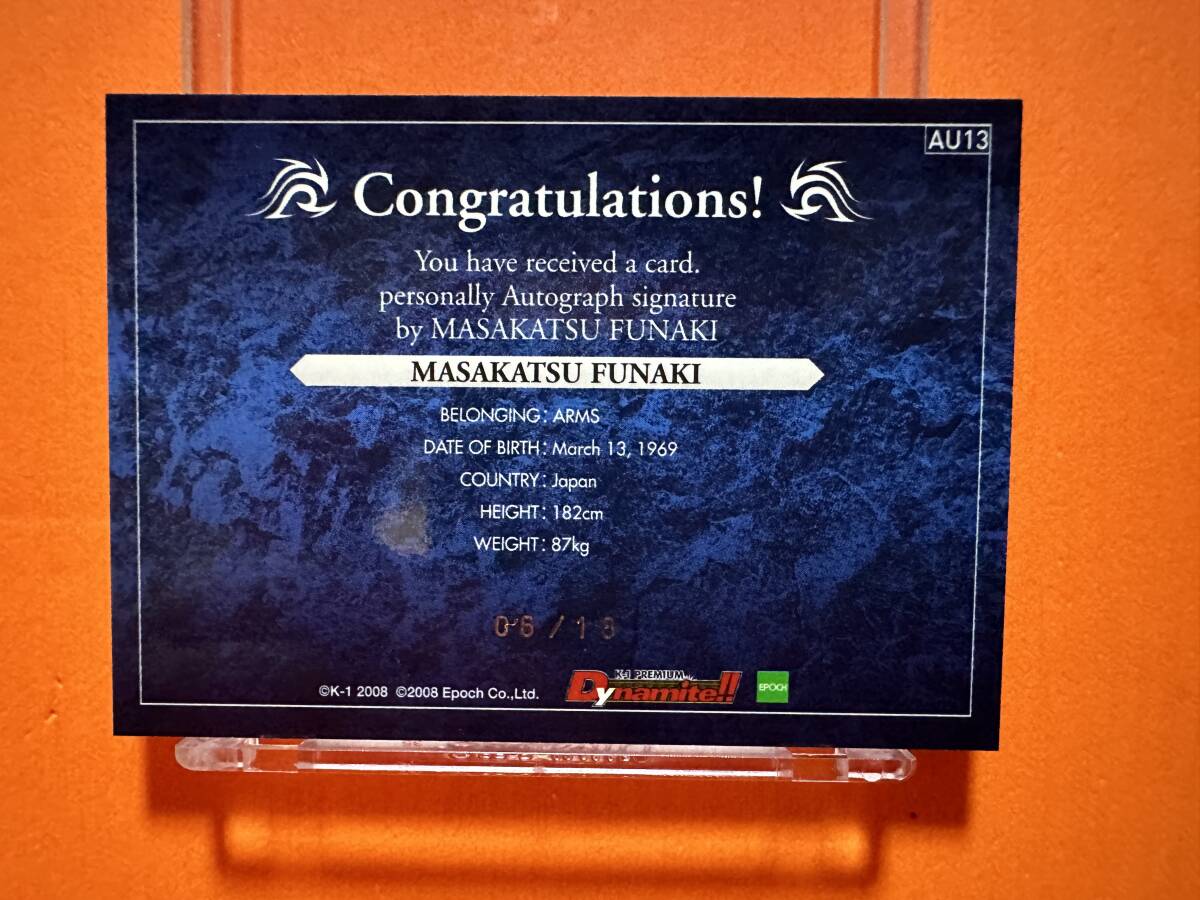 AU13
Congratulations!
You have received a card.
personally Autograph signature
by MASAKATSU FUNAKI
MASAKATSU FUNAKI
BELONGING: ARMS
DATE OF BIRTH: March 13, 1969
COUNTRY: Japan
HEIGHT: 182cm
WEIGHT: 87kg
©K-1 2008 ©2008 Epoch Co.,Ltd.
K-1 PREMIUM
Dynamite!!
EPOCH